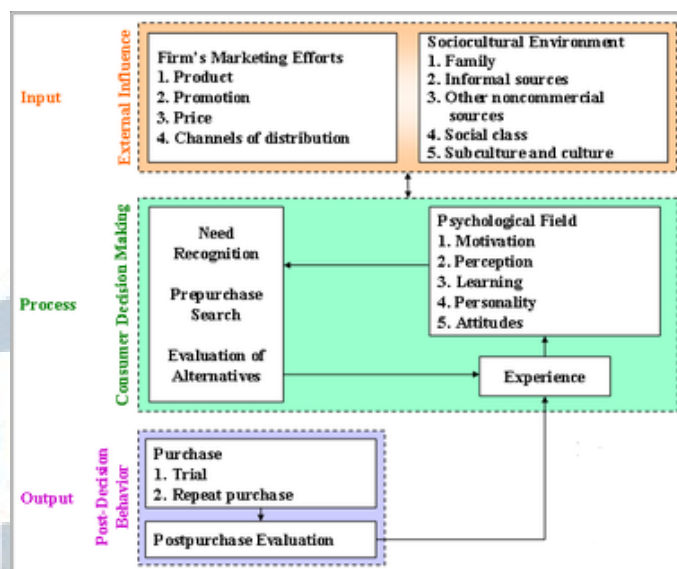 Input
External Influence
Firm's Marketing Efforts
1. Product
2. Promotion
3. Price
4. Channels of distribution
Sociocultural Environment
1. Family
2. Informal sources
3. Other noncommercial
sources
4. Social class
5. Subculture and culture
Process
Consumer Decision Making
Need
Recognition
Prepurchase
Search
Evaluation of
Alternatives
Psychological Field
1. Motivation
2. Perception
3. Learning
4. Personality
5. Attitudes
Experience
Output
Post-Decision
Behavior
Purchase
1. Trial
2. Repeat purchase
Postpurchase Evaluation